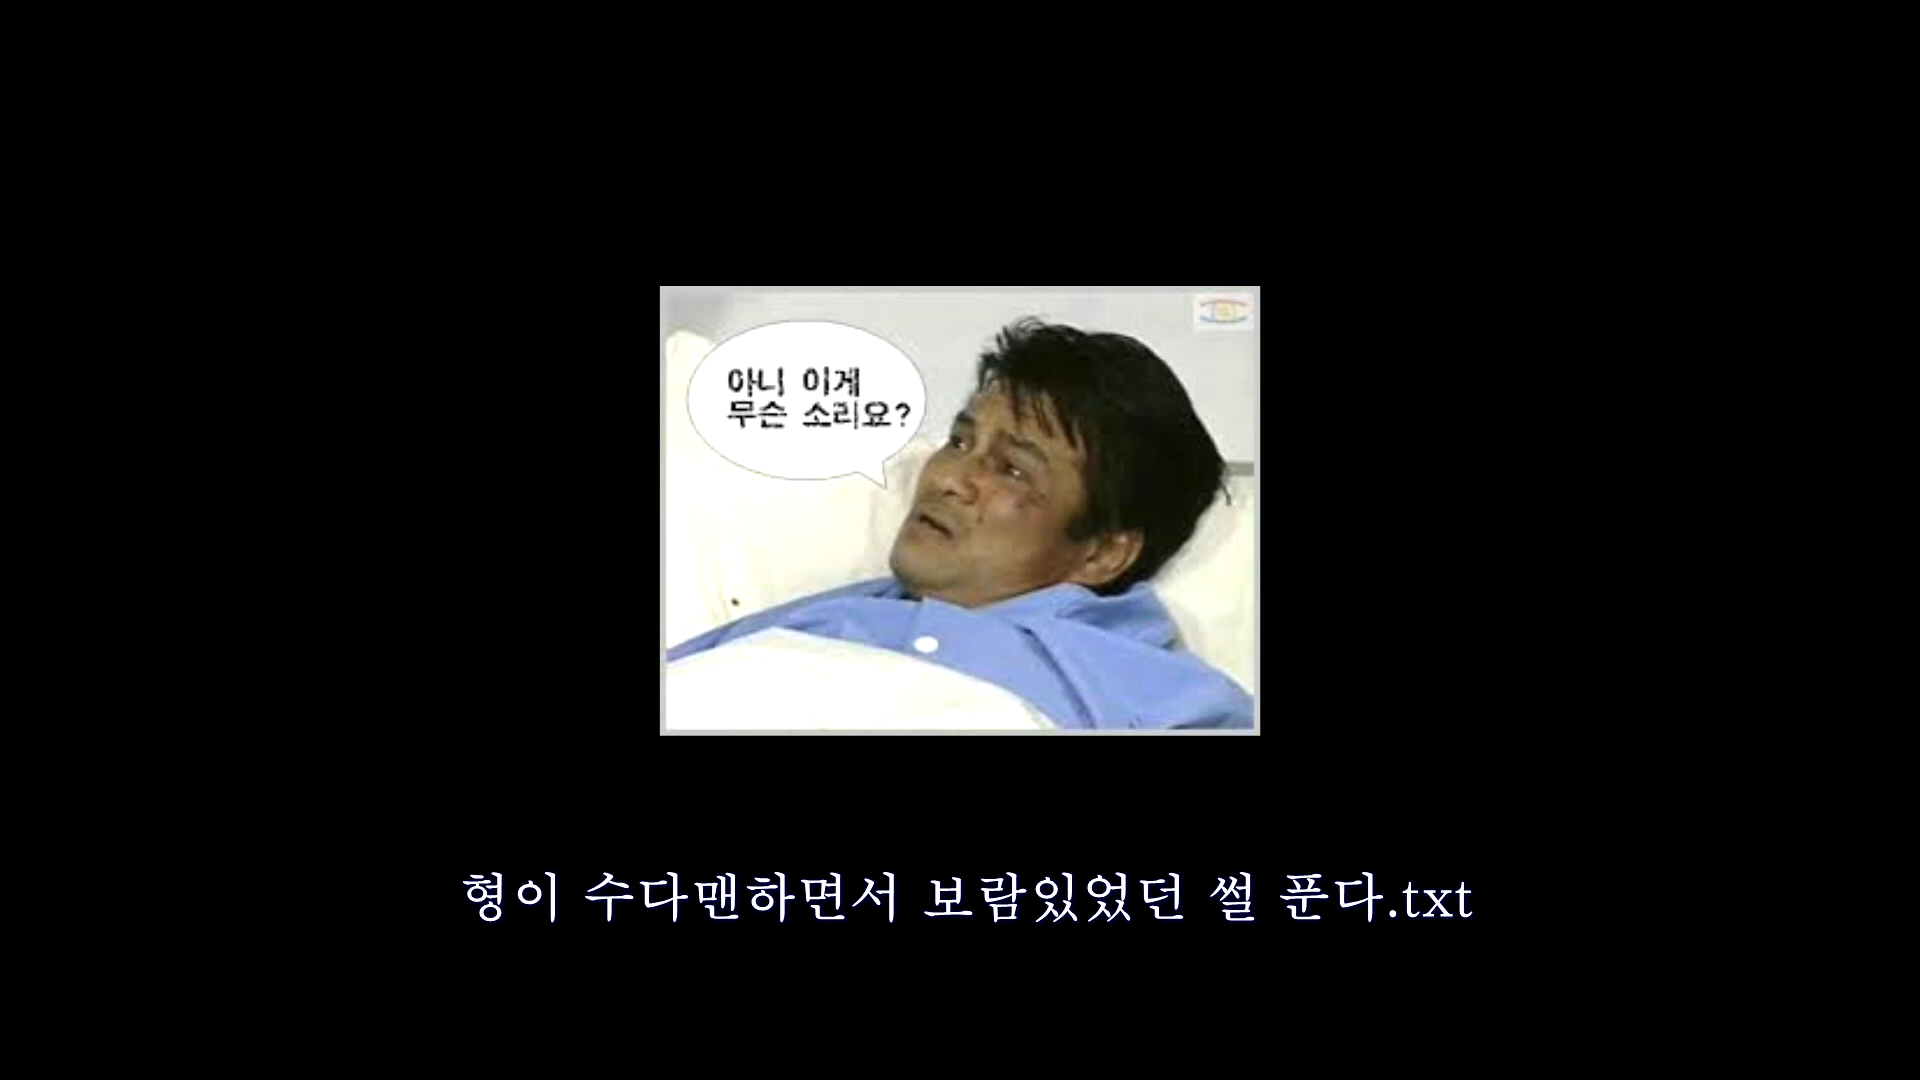 아니 이게
무슨 소리요?
형이 수다맨하면서 보람있었던 썰 푼다.txt